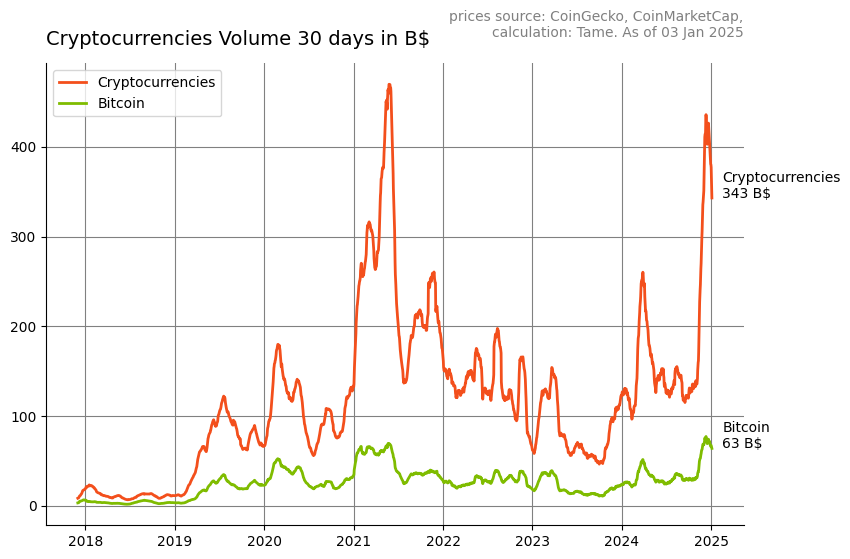 prices source: CoinGecko, CoinMarketCap,
calculation: Tame. As of 03 Jan 2025
Cryptocurrencies Volume 30 days in B$
Cryptocurrencies
Bitcoin
400
300
200
100
0
Cryptocurrencies
343 B$
Bitcoin
63 B$
2018 2019 2020 2021 2022 2023 2024 2025